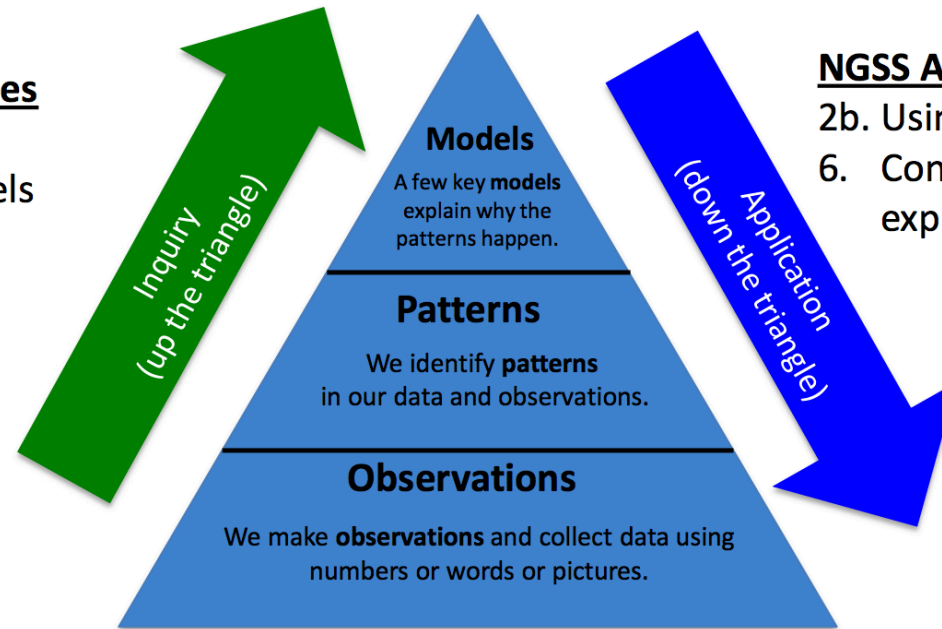 es
els
Inquiry
(up the triangle)
Models
A few key models
explain why the
patterns happen.
Patterns
We identify patterns
in our data and observations.
Observations
We make observations and collect data using
numbers or words or pictures.
Application
(down the triangle)
NGSS A
2b. Usin
6. Con
exp